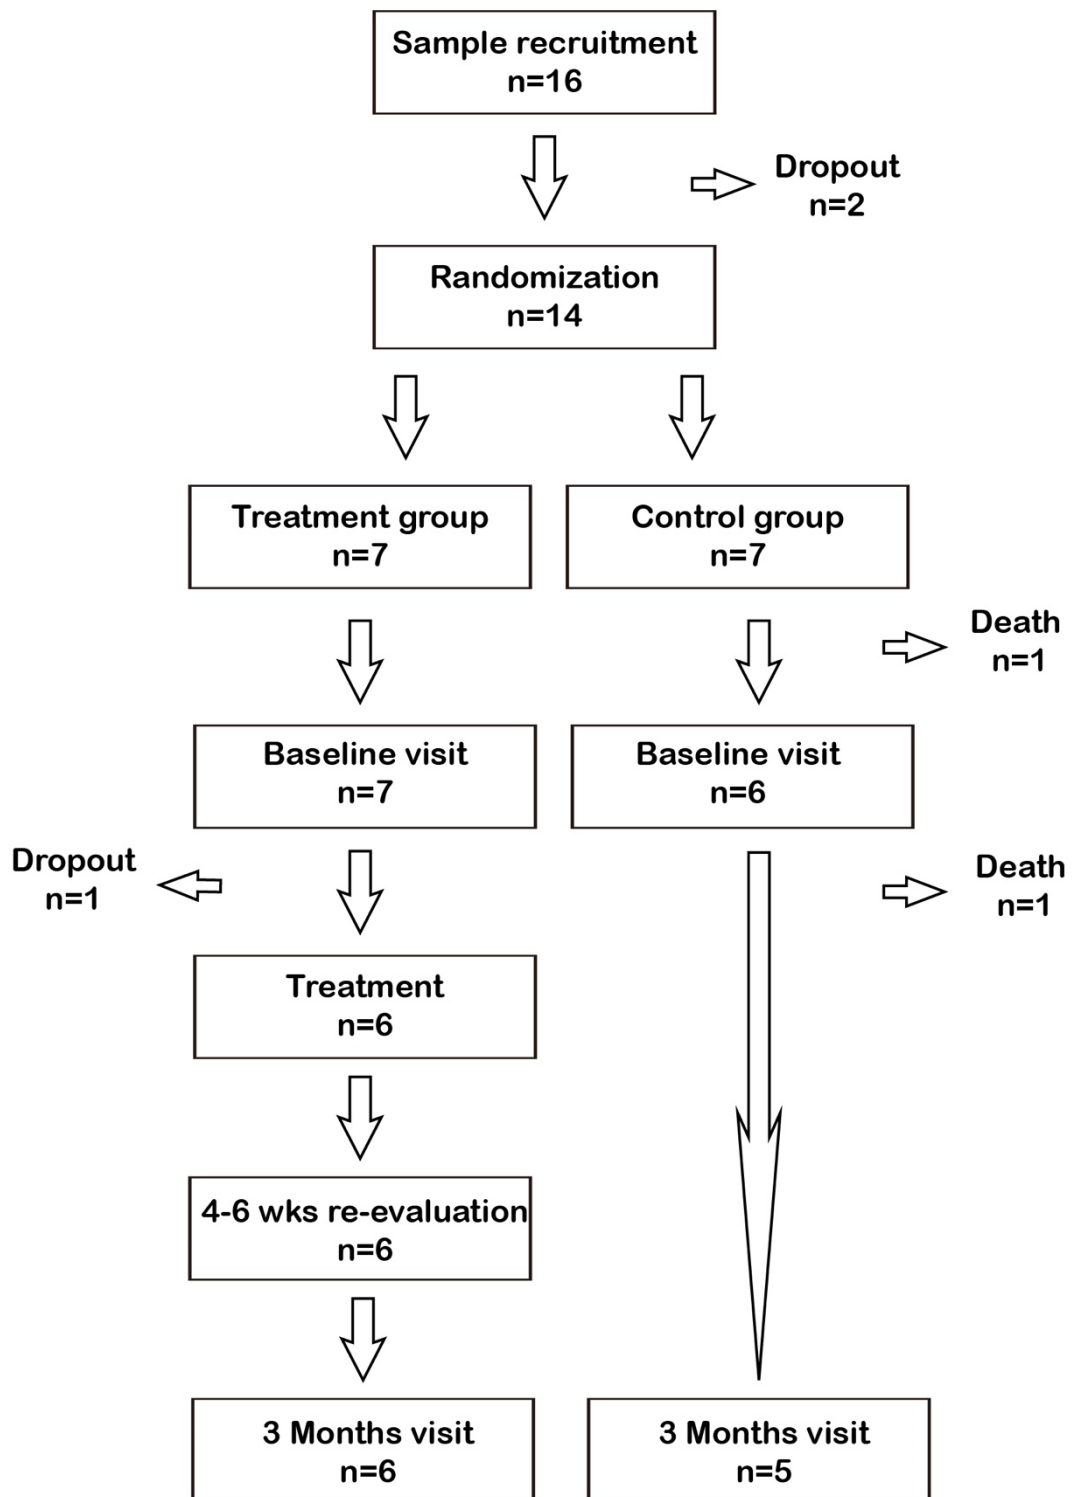 Sample recruitment
n=16
Dropout
n=2
Randomization
n=14
Treatment group
n=7
Control group
n=7
Death
n=1
Baseline visit
n=7
Baseline visit
n=6
Dropout
n=1
Death
n=1
Treatment
n=6
4-6 wks re-evaluation
n=6
3 Months visit
n=6
3 Months visit
n=5